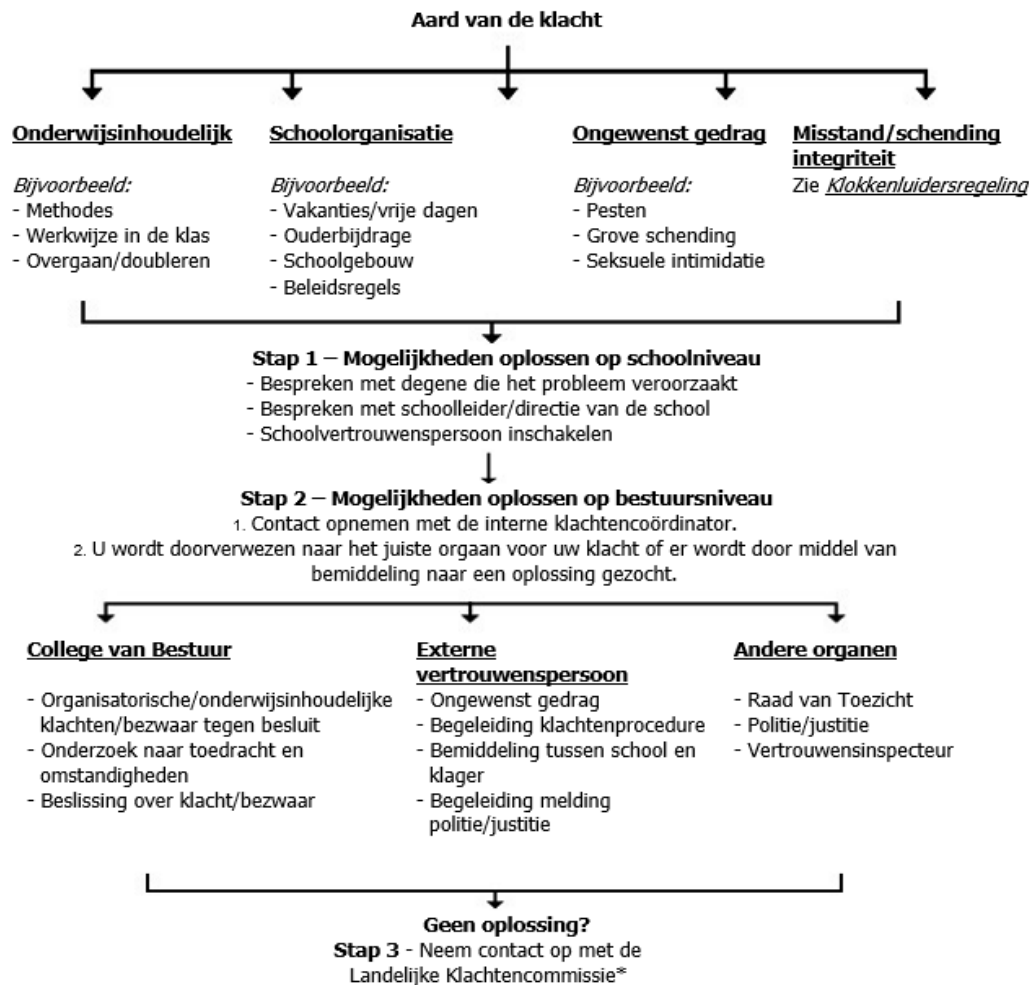 Aard van de klacht
Onderwijsinhoudelijk
Bijvoorbeeld:
- Methodes
- Werkwijze in de klas
- Overgaan/doubleren
Schoolorganisatie
Bijvoorbeeld:
- Vakanties/vrije dagen
- Ouderbijdrage
- Schoolgebouw
- Beleidsregels
Ongewenst gedrag
Bijvoorbeeld:
- Pesten
- Grove schending
- Seksuele intimidatie
Misstand/schending
integriteit
Zie Klokkenluidersregeling
Stap 1 – Mogelijkheden oplossen op schoolniveau
- Bespreken met degene die het probleem veroorzaakt
- Bespreken met schoolleider/directie van de school
- Schoolvertrouwenspersoon inschakelen
Stap 2 – Mogelijkheden oplossen op bestuursniveau
1. Contact opnemen met de interne klachtencoördinator.
2. U wordt doorverwezen naar het juiste orgaan voor uw klacht of er wordt door middel van
bemiddeling naar een oplossing gezocht.
College van Bestuur
- Organisatorische/onderwijsinhoudelijke
klachten/bezwaar tegen besluit
- Onderzoek naar toedracht en
omstandigheden
- Beslissing over klacht/bezwaar
Externe
vertrouwenspersoon
- Ongewenst gedrag
- Begeleiding klachtenprocedure
- Bemiddeling tussen school en
klager
- Begeleiding melding
politie/justitie
Andere organen
- Raad van Toezicht
- Politie/justitie
- Vertrouwensinspecteur
Geen oplossing?
Stap 3 - Neem contact op met de
Landelijke Klachtencommissie*